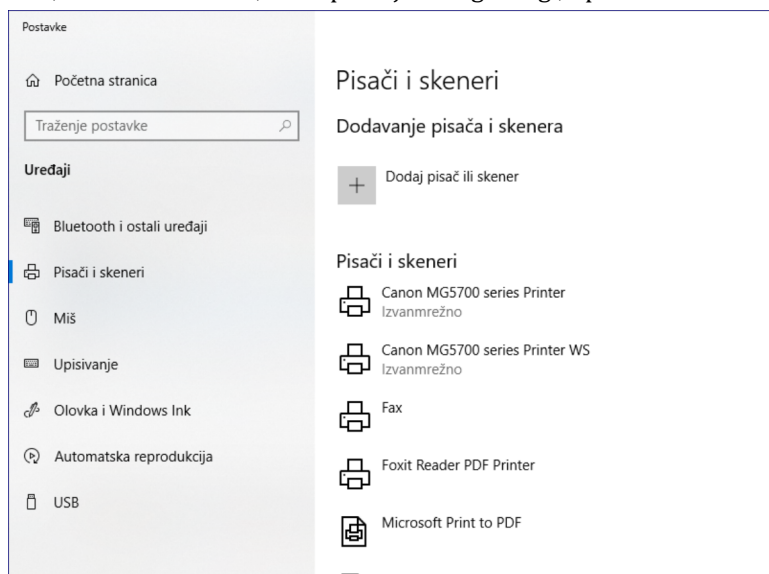 Postavke
Početna stranica
Traženje postavke
Uređaji
Bluetooth i ostali uređaji
Pisači i skeneri
Miš
Upisivanje
Olovka i Windows Ink
Automatska reprodukcija
USB
Pisači i skeneri
Dodavanje pisača i skenera
Dodaj pisač ili skener
Pisači i skeneri
Canon MG5700 series Printer
Izvanmrežno
Canon MG5700 series Printer WS
Izvanmrežno
Fax
Foxit Reader PDF Printer
Microsoft Print to PDF